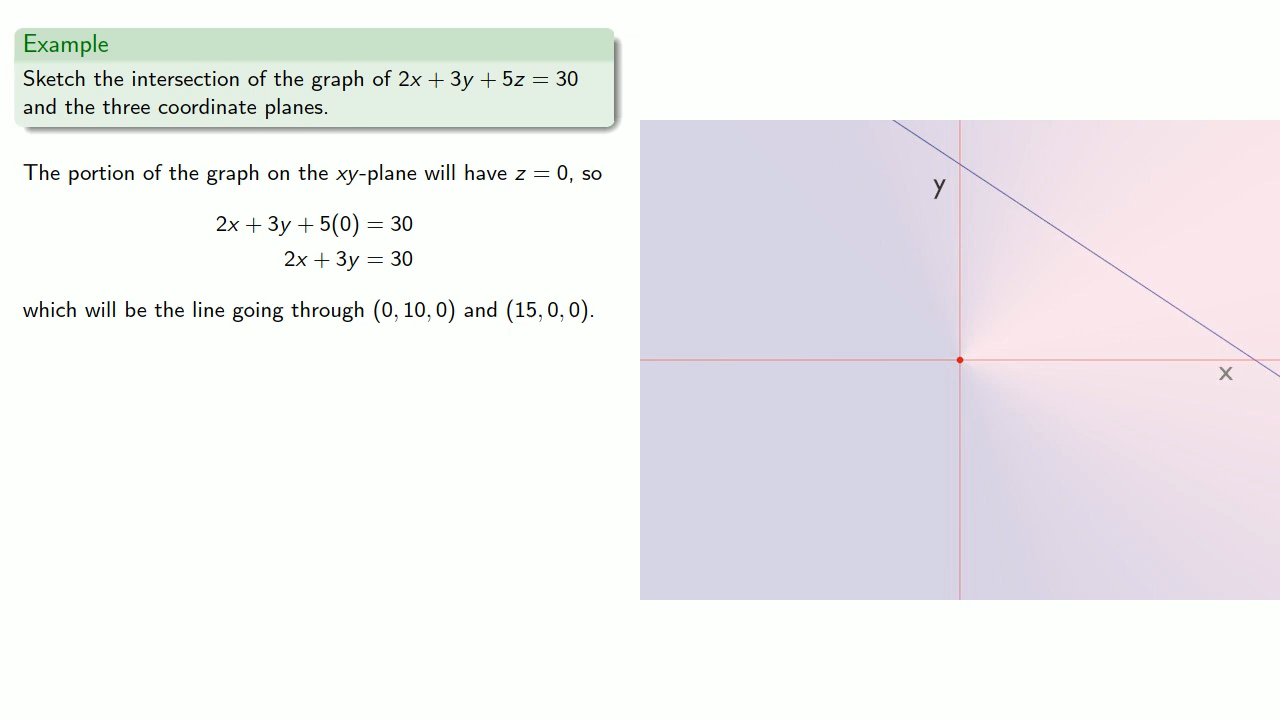 Example
Sketch the intersection of the graph of 2x + 3y + 5z = 30
and the three coordinate planes.
The portion of the graph on the xy-plane will have z = 0, so
2x + 3y + 5(0) = 30
2x + 3y = 30
which will be the line going through (0, 10, 0) and (15, 0, 0).
y
x